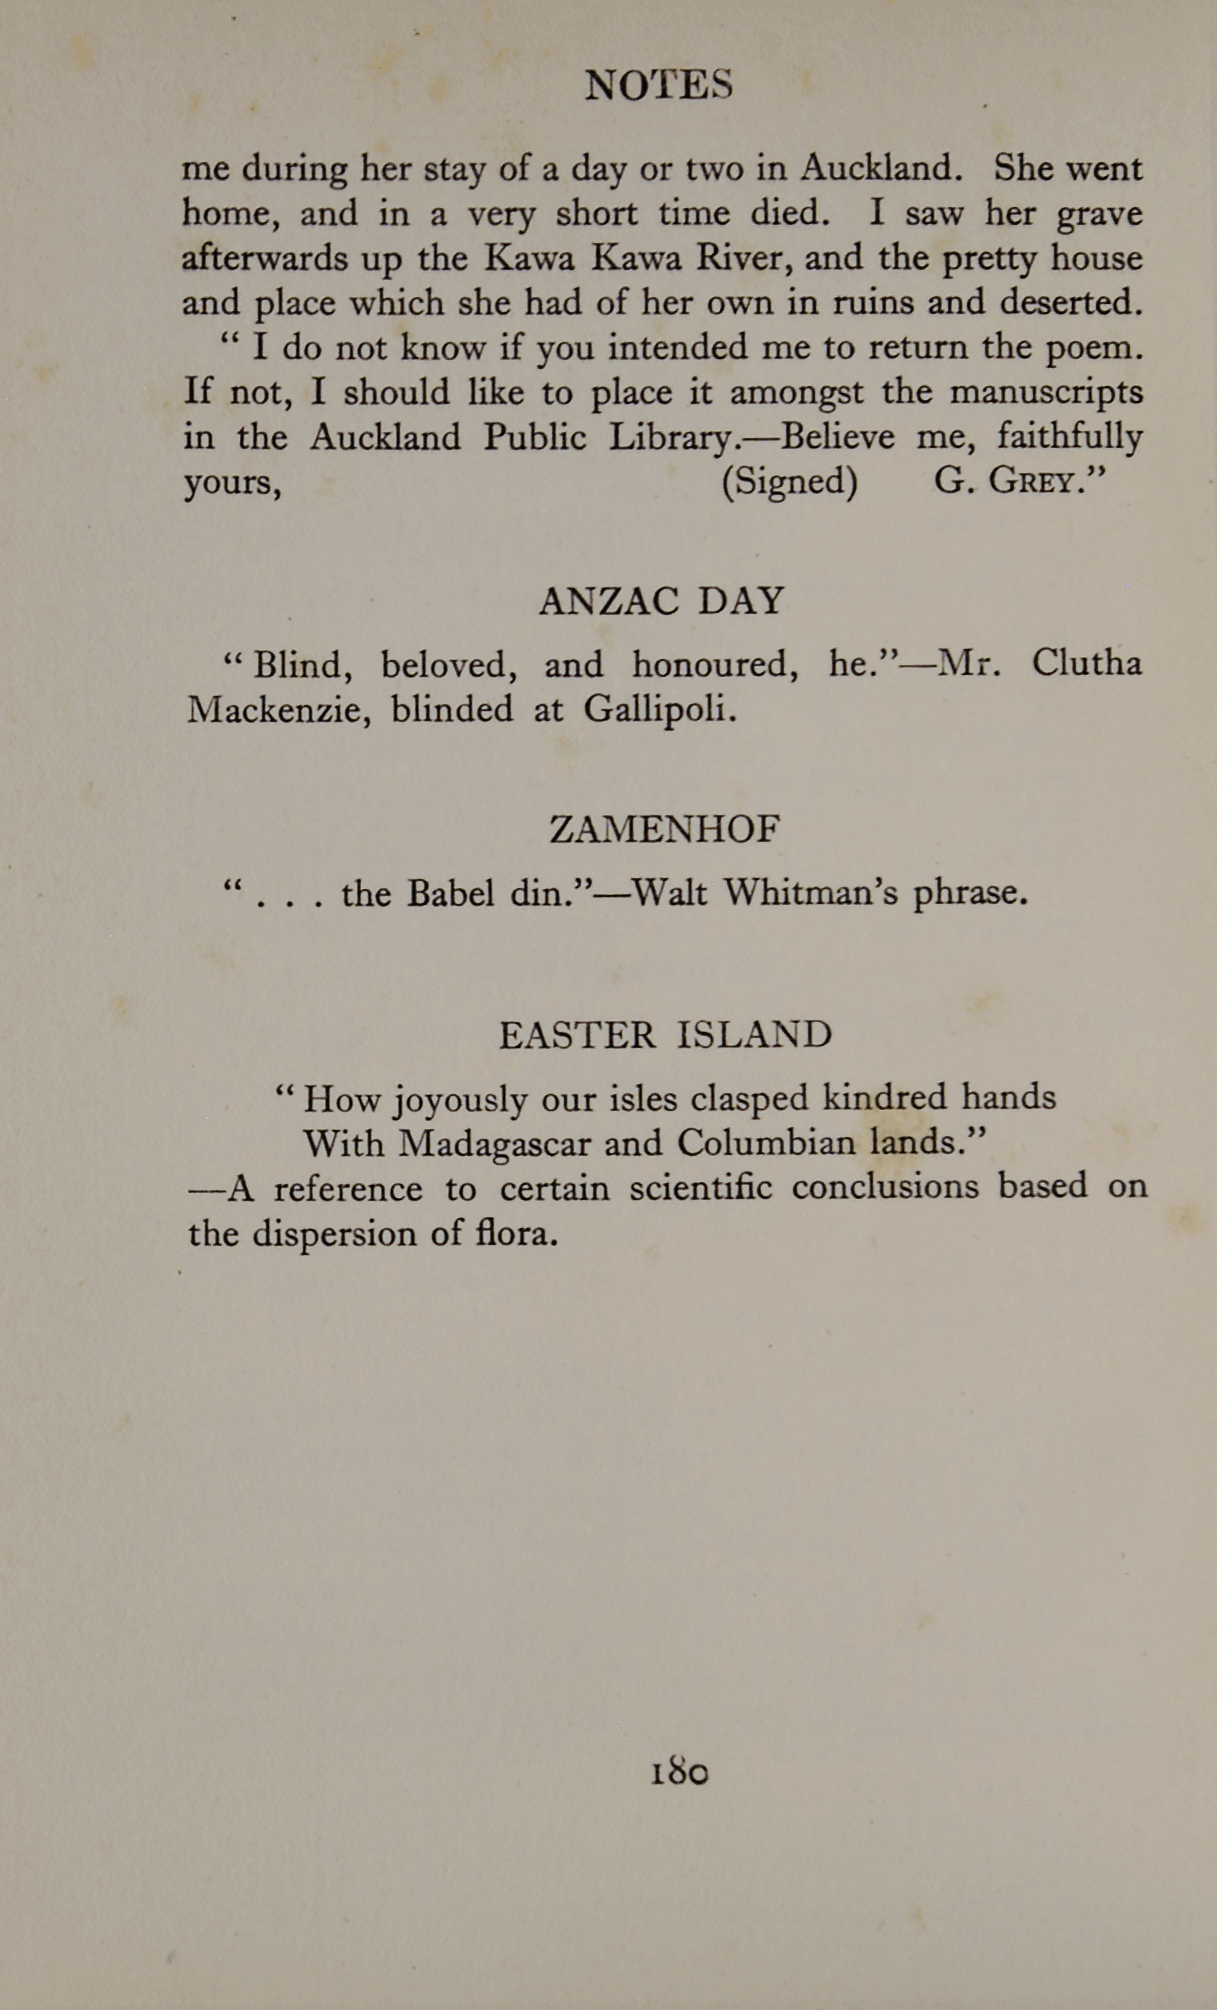 NOTES
me during her stay of a day or two in Auckland. She went
home, and in a very short time died. I saw her grave
afterwards up the Kawa Kawa River, and the pretty house
and place which she had of her own in ruins and deserted.
“ I do not know if you intended me to return the poem.
If not, I should like to place it amongst the manuscripts
in the Auckland Public Library.—Believe me, faithfully
yours, (Signed) G. GREY.”
ANZAC DAY
“ Blind, beloved, and honoured, he.”—Mr. Clutha
Mackenzie, blinded at Gallipoli.
ZAMENHOF
“ . . . the Babel din.”—Walt Whitman’s phrase.
EASTER ISLAND
“ How joyously our isles clasped kindred hands
With Madagascar and Columbian lands.”
—A reference to certain scientific conclusions based on
the dispersion of flora.
180